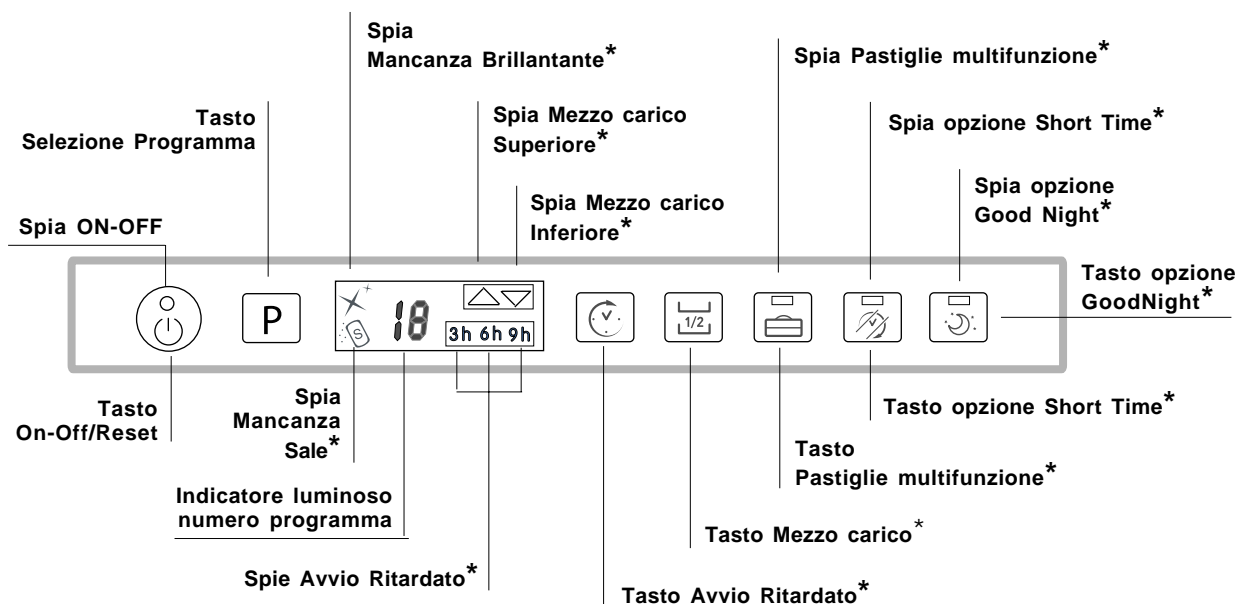 Spia
Mancanza Brillantante*
Spia Pastiglie multifunzione*
Tasto
Selezione Programma
Spia Mezzo carico
Superiore*
Spia opzione Short Time*
Spia Mezzo carico
Inferiore*
Spia opzione
Good Night*
Spia ON-OFF
Tasto opzione
GoodNight*
P
S
18
3h 6h 9h
1/2
Tasto
On-Off/Reset
Spia
Mancanza
Sale*
Tasto opzione Short Time*
Tasto
Pastiglie multifunzione*
Indicatore luminoso
numero programma
Tasto Mezzo carico*
Spie Avvio Ritardato*
Tasto Avvio Ritardato*